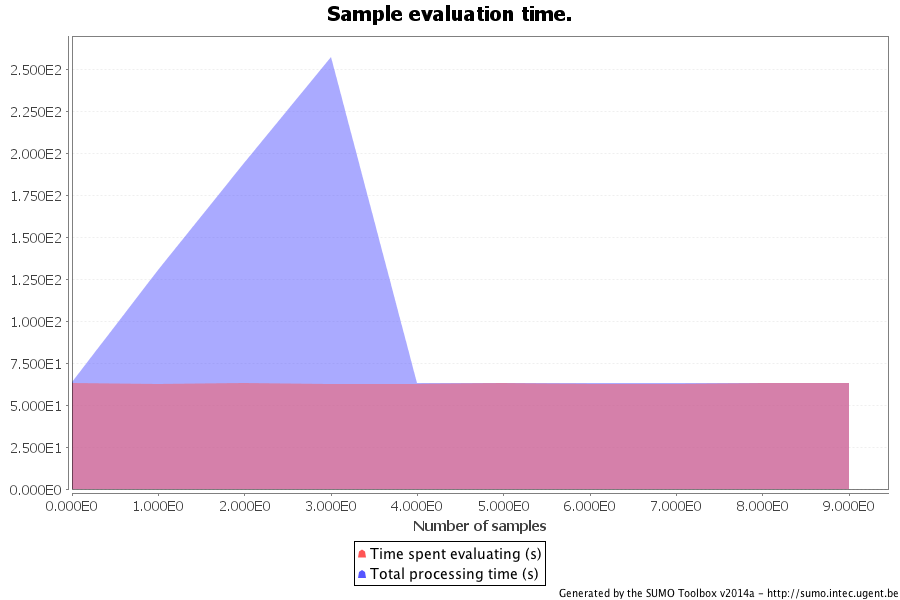 Sample evaluation time.
2.500E2
2.250E2
2.000E2
1.750E2
1.500E2
1.250E2
1.000E2
7.500E1
5.000E1
2.500E1
0.000E0
0.000E0 1.000E0 2.000E0 3.000E0 4.000E0 5.000E0 6.000E0 7.000E0 8.000E0 9.000E0
Number of samples
Time spent evaluating (s)
Total processing time (s)
Generated by the SUMO Toolbox v2014a - http://sumo.intec.ugent.be